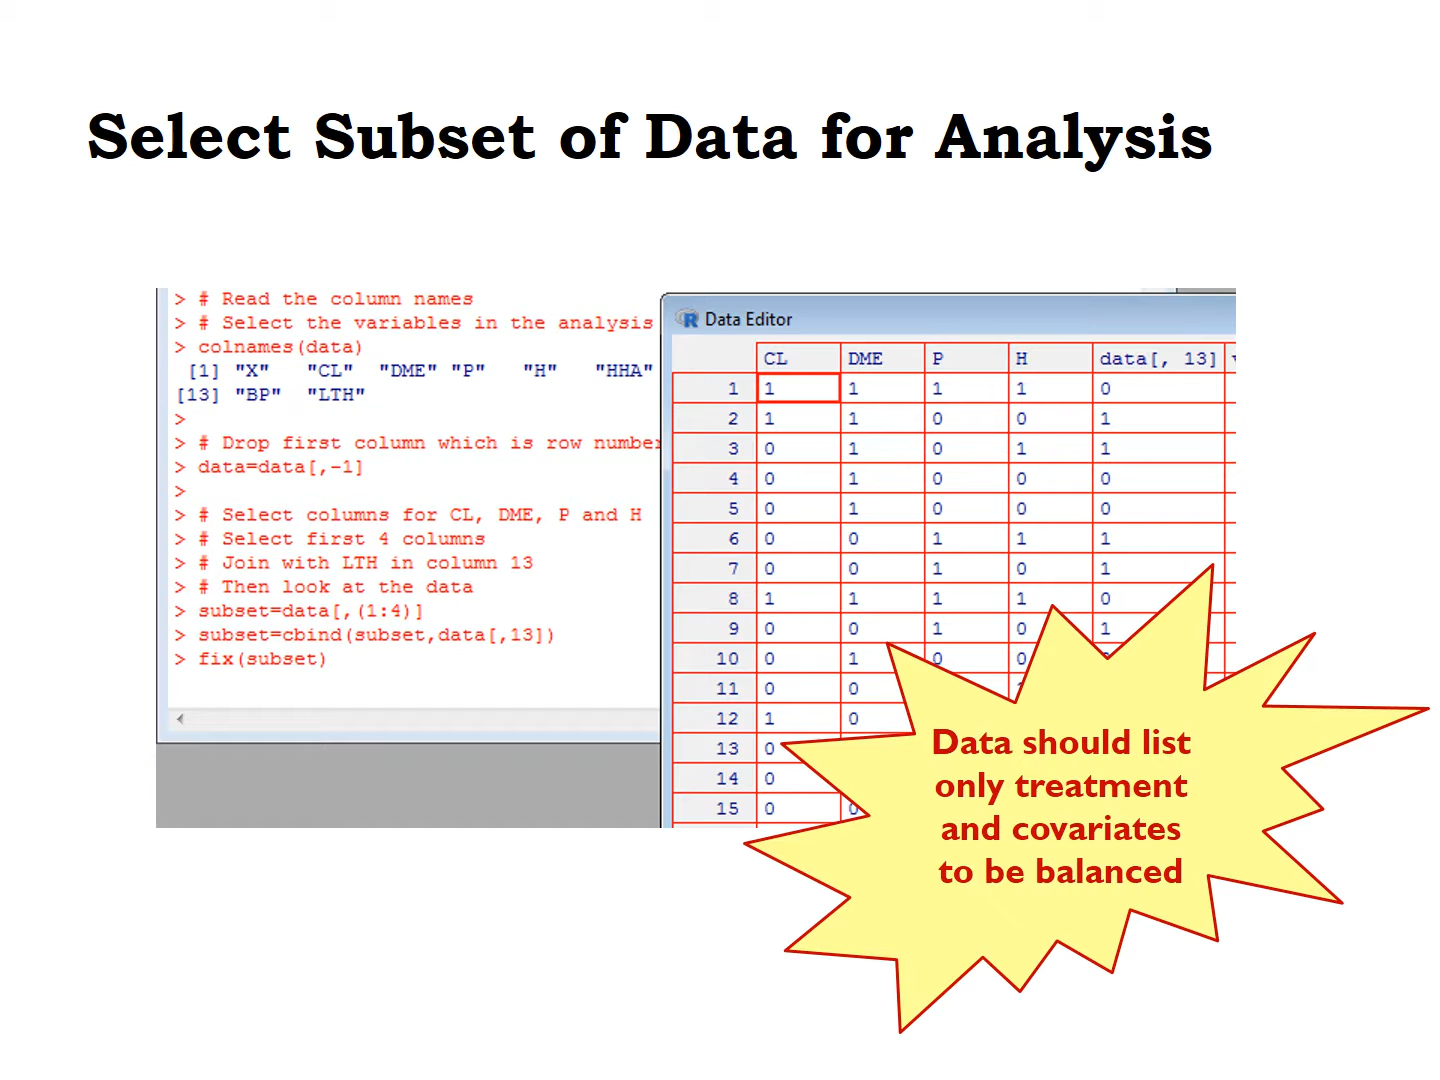 Select Subset of Data for Analysis
> # Read the column names
> # Select the variables in the analysis
> colnames(data)
[1] "X" "CL" "DME" "P" "H" "HHA"
[13] "BP" "LTH"
>
> # Drop first column which is row number
> data=data[,-1]
>
> # Select columns for CL, DME, P and H
> # Select first 4 columns
> # Join with LTH in column 13
> # Then look at the data
> subset=data[,(1:4)]
> subset=cbind(subset,data[,13])
> fix(subset)
R Data Editor
CL DME P H data[, 13]
1 1 1 1 1 0
2 1 1 0 0 1
3 0 1 0 1 1
4 0 1 0 0 0
5 0 1 0 0 0
6 0 0 1 1 1
7 0 0 1 0 1
8 1 1 1 1 0
9 0 0 1 0 1
10 0 1 0 0
11 0 0
12 1 0
13 0
14 0
15 0 0
Data should list
only treatment
and covariates
to be balanced